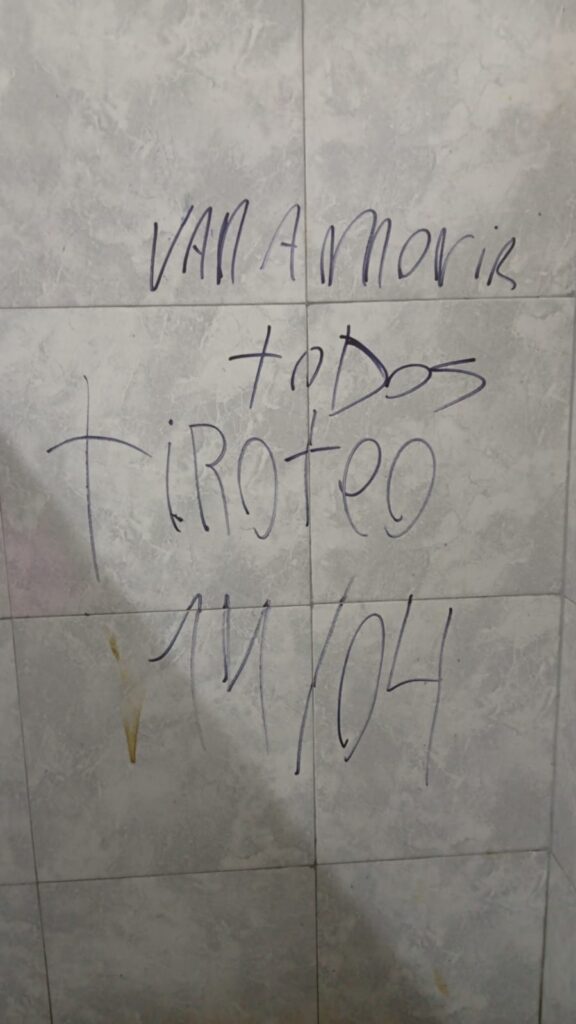 VAN A MORIR
toDos
tiRoteo
11/04